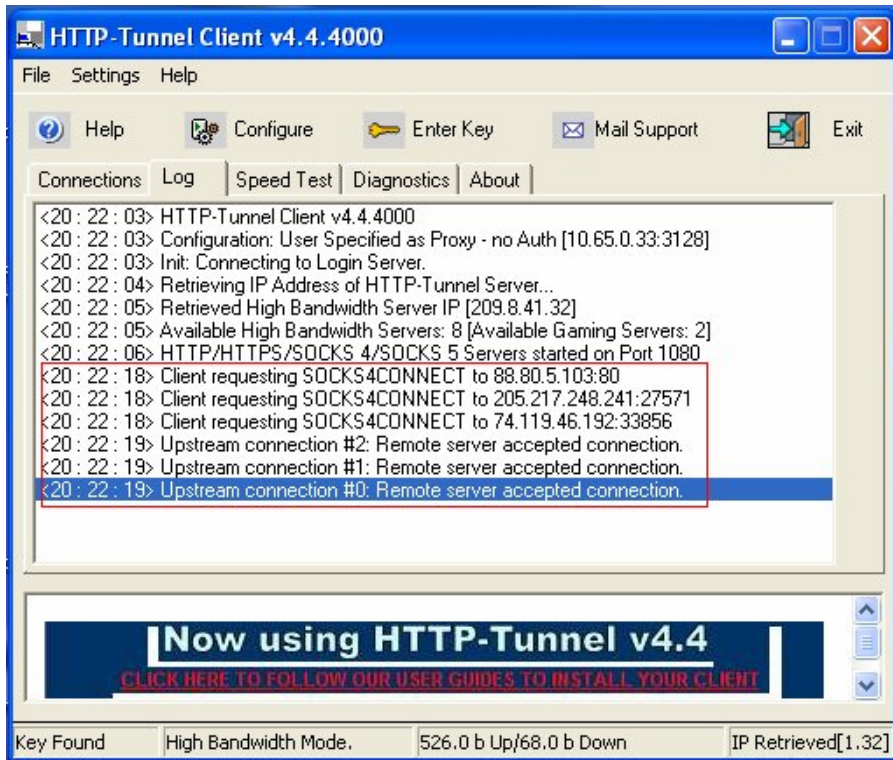 HTTP-Tunnel Client v4.4.4000
File Settings Help
Help Configure Enter Key Mail Support Exit
Connections Log Speed Test Diagnostics About
<20 : 22 : 03> HTTP-Tunnel Client v4.4.4000
<20 : 22 : 03> Configuration: User Specified as Proxy - no Auth [10.65.0.33:3128]
<20 : 22 : 03> Init: Connecting to Login Server.
<20 : 22 : 04> Retrieving IP Address of HTTP-Tunnel Server...
<20 : 22 : 05> Retrieved High Bandwidth Server IP [209.8.41.32]
<20 : 22 : 05> Available High Bandwidth Servers: 8 [Available Gaming Servers: 2]
<20 : 22 : 06> HTTP/HTTPS/SOCKS 4/SOCKS 5 Servers started on Port 1080
<20 : 22 : 18> Client requesting SOCKS4CONNECT to 88.80.5.103:80
<20 : 22 : 18> Client requesting SOCKS4CONNECT to 205.217.248.241:27571
<20 : 22 : 18> Client requesting SOCKS4CONNECT to 74.119.46.192:33856
<20 : 22 : 19> Upstream connection #2: Remote server accepted connection.
<20 : 22 : 19> Upstream connection #1: Remote server accepted connection.
<20 : 22 : 19> Upstream connection #0: Remote server accepted connection.
Now using HTTP-Tunnel v4.4
CLICK HERE TO FOLLOW OUR USER GUIDES TO INSTALL YOUR CLIENT
Key Found High Bandwidth Mode. 526.0 b Up/68.0 b Down IP Retrieved[1.32]